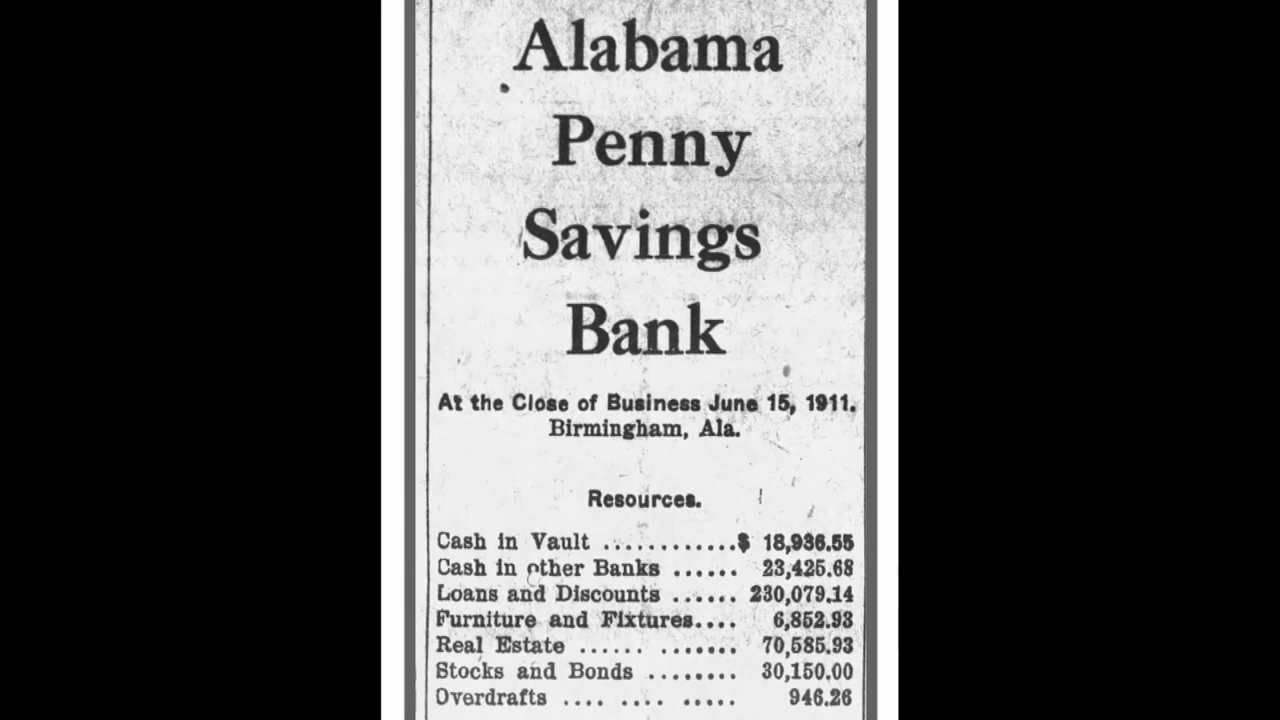 Alabama
Penny
Savings
Bank
At the Close of Business June 15, 1911.
Birmingham, Ala.
Resources.
Cash in Vault ............$ 18,936.55
Cash in other Banks ...... 23,425.68
Loans and Discounts ...... 230,079.14
Furniture and Fixtures.... 6,852.93
Real Estate ...... ....... 70,585.93
Stocks and Bonds ........ 30,150.00
Overdrafts .... .... ..... 946.26